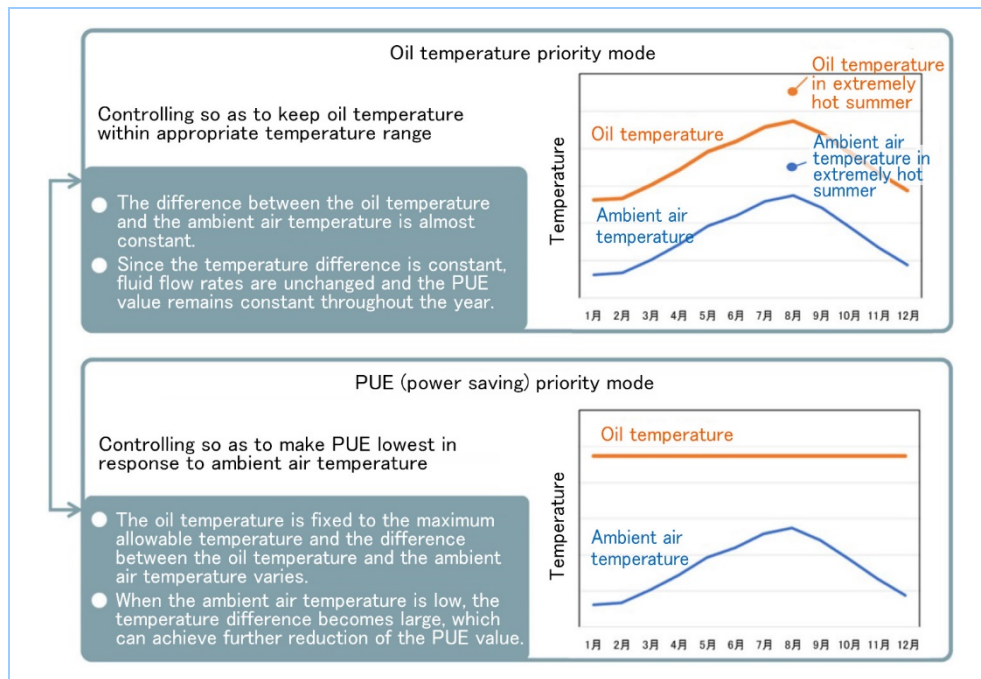 Oil temperature priority mode
Controlling so as to keep oil temperature
within appropriate temperature range
The difference between the oil temperature
and the ambient air temperature is almost
constant.
Since the temperature difference is constant,
fluid flow rates are unchanged and the PUE
value remains constant throughout the year.
Temperature
Oil temperature
in extremely
hot summer
Oil temperature
Ambient air
temperature in
extremely hot
summer
Ambient air
temperature
1月 2月 3月 4月 5月 6月 7月 8月 9月 10月 11月 12月
PUE (power saving) priority mode
Controlling so as to make PUE lowest in
response to ambient air temperature
The oil temperature is fixed to the maximum
allowable temperature and the difference
between the oil temperature and the ambient
air temperature varies.
When the ambient air temperature is low, the
temperature difference becomes large, which
can achieve further reduction of the PUE value.
Temperature
Oil temperature
Ambient air
temperature
1月 2月 3月 4月 5月 6月 7月 8月 9月 10月 11月 12月